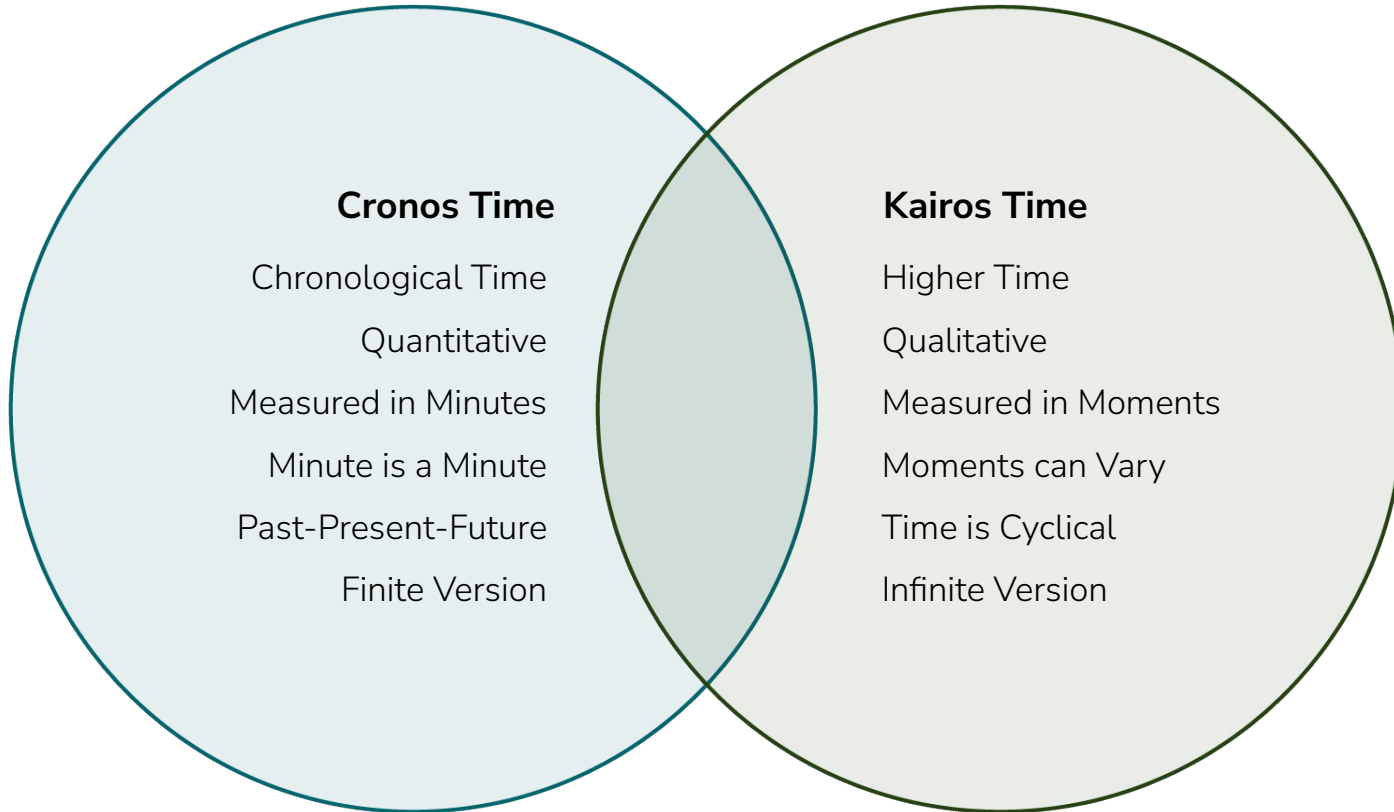 Cronos Time
Chronological Time
Quantitative
Measured in Minutes
Minute is a Minute
Past-Present-Future
Finite Version
Kairos Time
Higher Time
Qualitative
Measured in Moments
Moments can Vary
Time is Cyclical
Infinite Version